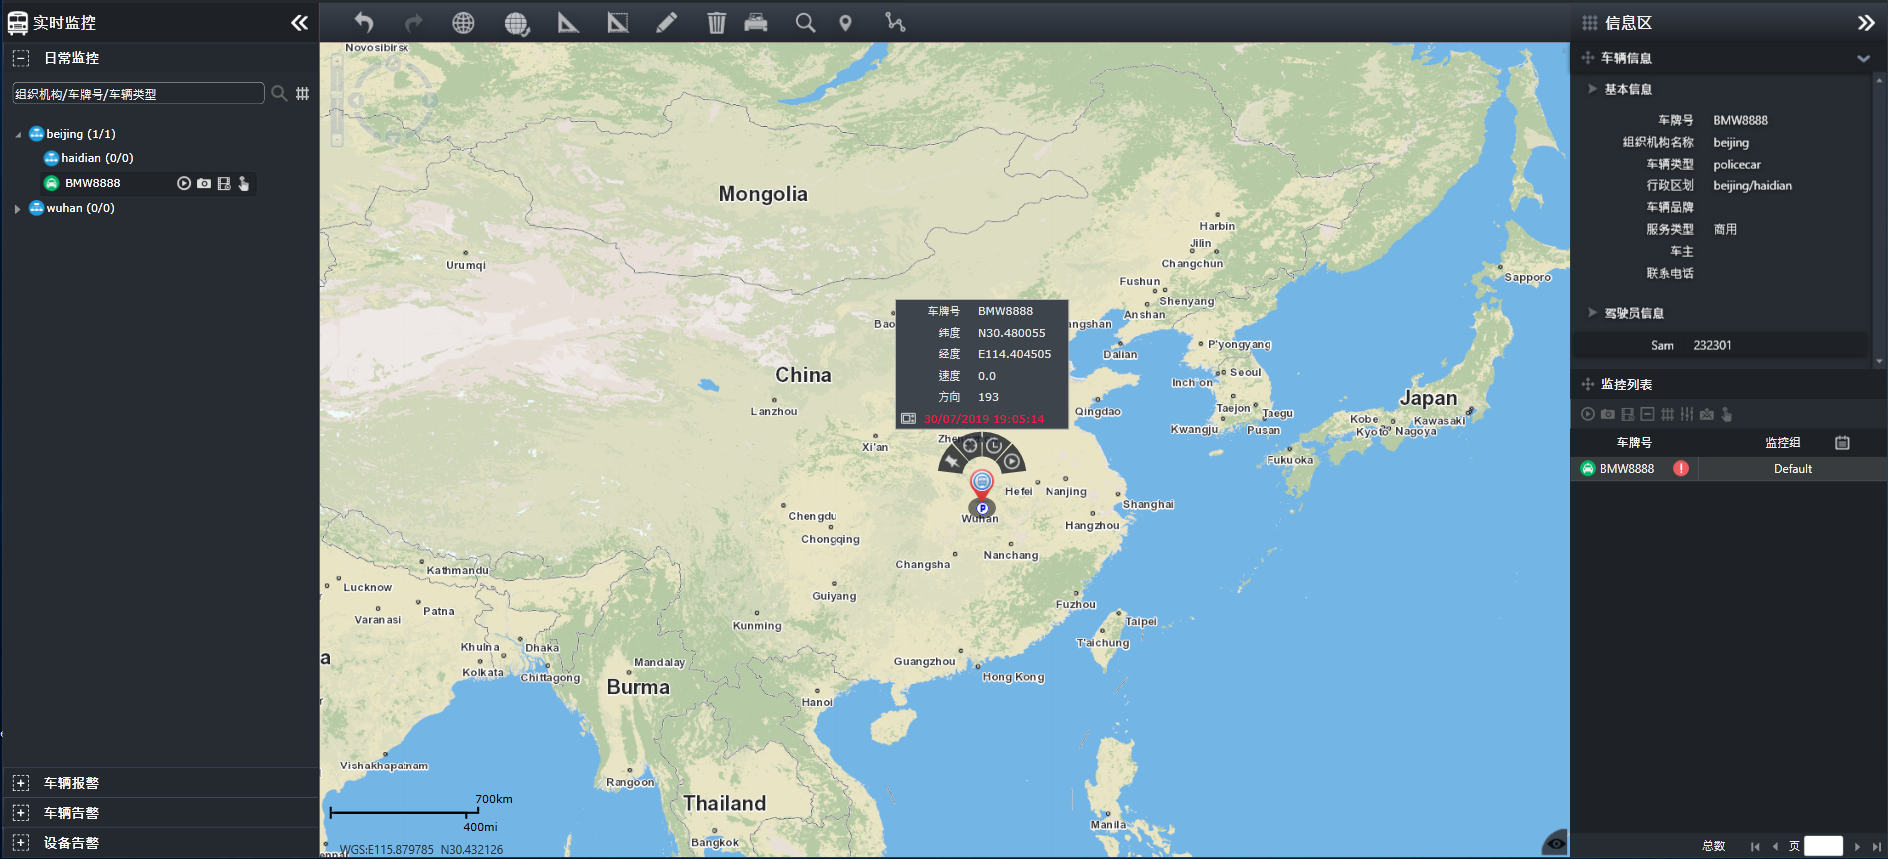 实时监控
日常监控
组织机构/车牌号/车辆类型
beijing (1/1)
haidian (0/0)
BMW8888
wuhan (0/0)
车辆报警
车辆告警
设备告警
Novosibirsk
Mongolia
Urumqi
Harbin
Jilin
Changchun
Fushun
Shenyang
Anshan
Sapporo
Bao
angshan
P'yongyang
Dalian
Seoul
Inch on
China
Lanzhou
Qingdao
Taejon
Taegu
Kwangju
Pusan
Japan
Kobe
Kawasaki
Kyoto
Nagoya
Fukuoka
Xi'an
Hefei
Nanjing
Shanghai
Chengdu
Wuhan
Hangzhou
Chongqing
Nanchang
Changsha
Kathmandu
Lucknow
Patna
Varanasi
Guiyang
Fuzhou
Kunming
Taipei
T'aichung
Khulna
Dhaka
Kolkata
Chittagong
Mandalay
Guangzhou
Hong Kong
Burma
Hanoi
Vishakhapatnam
Rangoon
Thailand
Bangkok
Manila
车牌号 BMW8888
纬度 N30.480055
经度 E114.404505
速度 0.0
方向 193
30/07/2019 19:05:14
P
700km
400mi
WGS:E115.879785 N30.432126
信息区
车辆信息
基本信息
车牌号 BMW8888
组织机构名称 beijing
车辆类型 policecar
行政区划 beijing/haidian
车辆品牌
服务类型 商用
车主
联系电话
驾驶员信息
Sam 232301
监控列表
车牌号 监控组
BMW8888 Default
总数 页